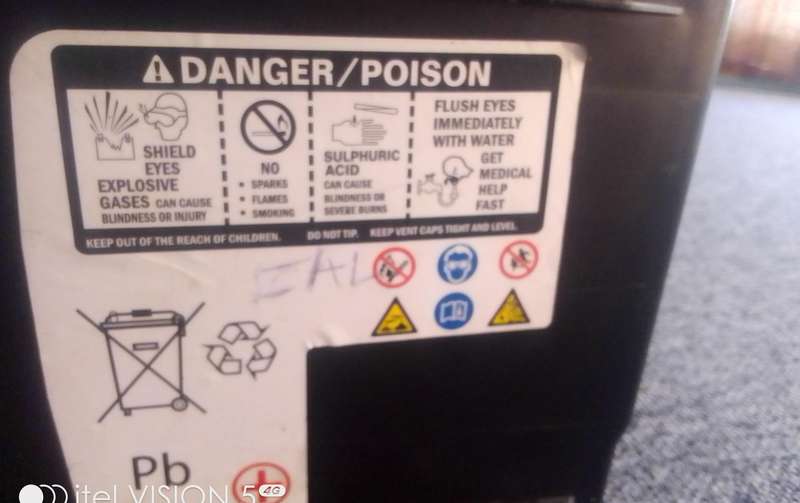 DANGER/POISON
SHIELD
EYES
EXPLOSIVE
GASES CAN CAUSE
BLINDNESS OR INJURY
NO
• SPARKS
• FLAMES
• SMOKING
SULPHURIC
ACID
CAN CAUSE
BLINDNESS OR
SEVERE BURNS
FLUSH EYES
IMMEDIATELY
WITH WATER
GET
MEDICAL
HELP
FAST
KEEP OUT OF THE REACH OF CHILDREN. DO NOT TIP. KEEP VENT CAPS TIGHT AND LEVEL.
Pb
itel VISION 5 4G